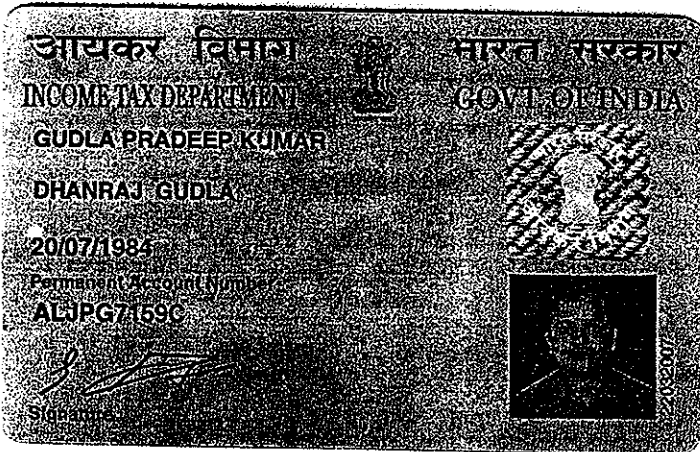 आयकर विभाग
भारत सरकार
INCOME TAX DEPARTMENT
GOVT. OF INDIA
GUDLA PRADEEP KUMAR
DHANRAJ GUDLA
20/07/1984
Permanent Account Number
ALJPG7159C
Signature
22032007